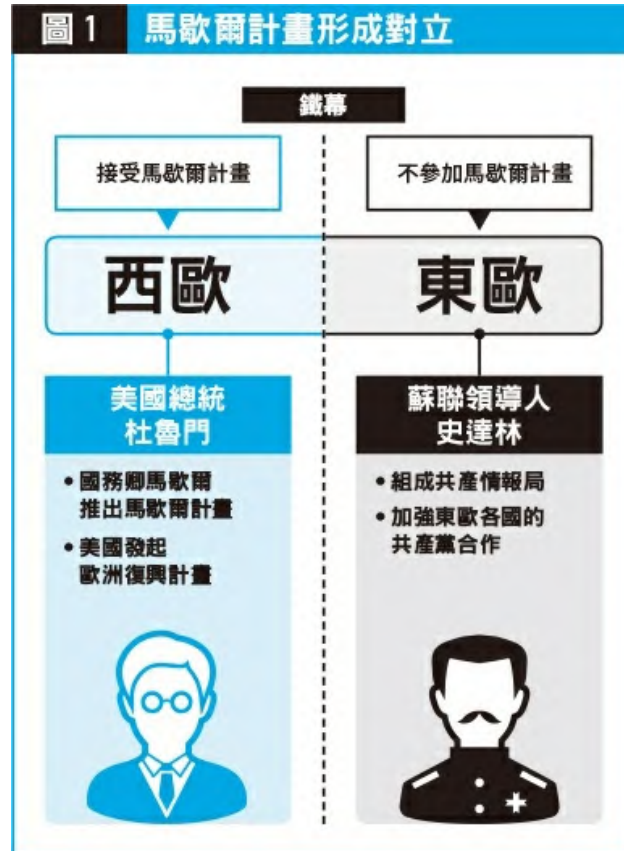 圖1 馬歇爾計畫形成對立
鐵幕
接受馬歇爾計畫
不參加馬歇爾計畫
西歐
東歐
美國總統
杜魯門
• 國務卿馬歇爾
推出馬歇爾計畫
• 美國發起
歐洲復興計畫
蘇聯領導人
史達林
• 組成共產情報局
• 加強東歐各國的
共產黨合作